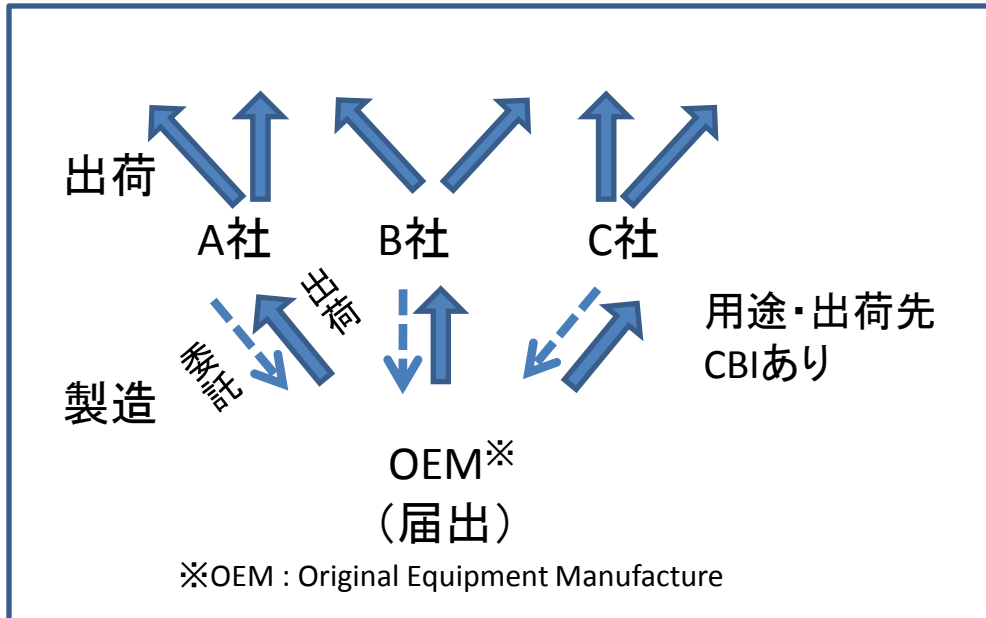 出荷
A社
B社
C社
出荷
委託
用途・出荷先
CBIあり
製造
OEM※
（届出）
※OEM : Original Equipment Manufacture